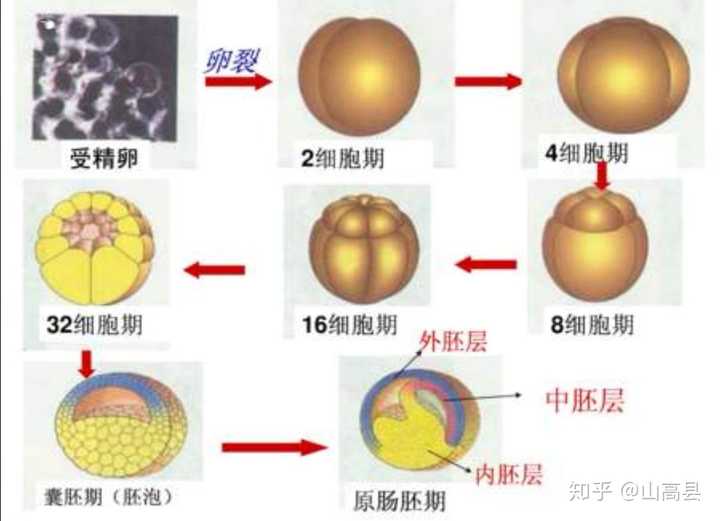 卵裂
受精卵
2细胞期
4细胞期
32细胞期
16细胞期
8细胞期
外胚层
中胚层
内胚层
囊胚期（胚泡）
原肠胚期
知乎 @山高县